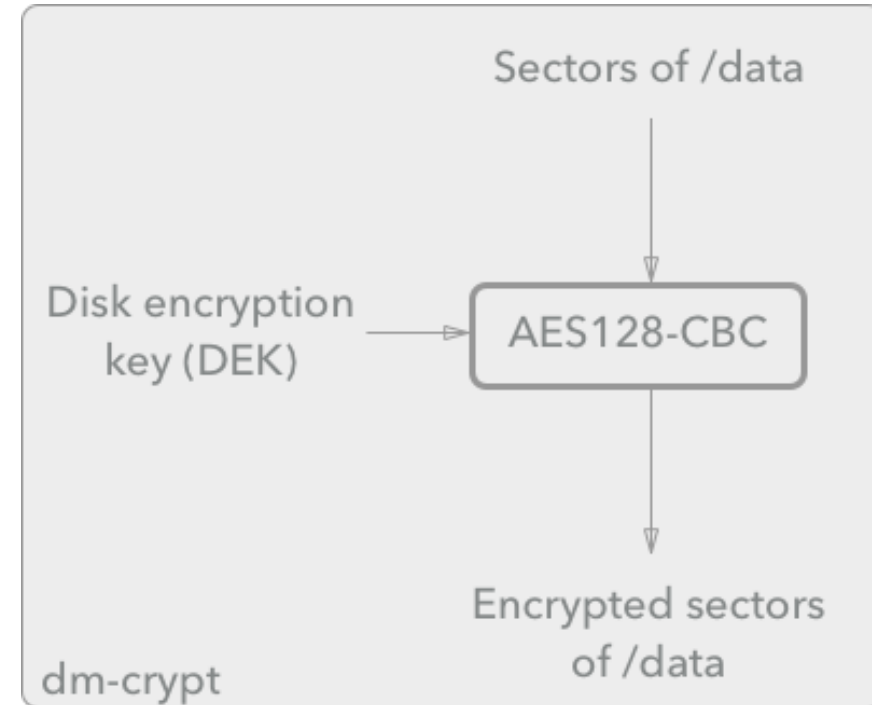 Sectors of /data
Disk encryption
key (DEK)
AES128-CBC
Encrypted sectors
of /data
dm-crypt